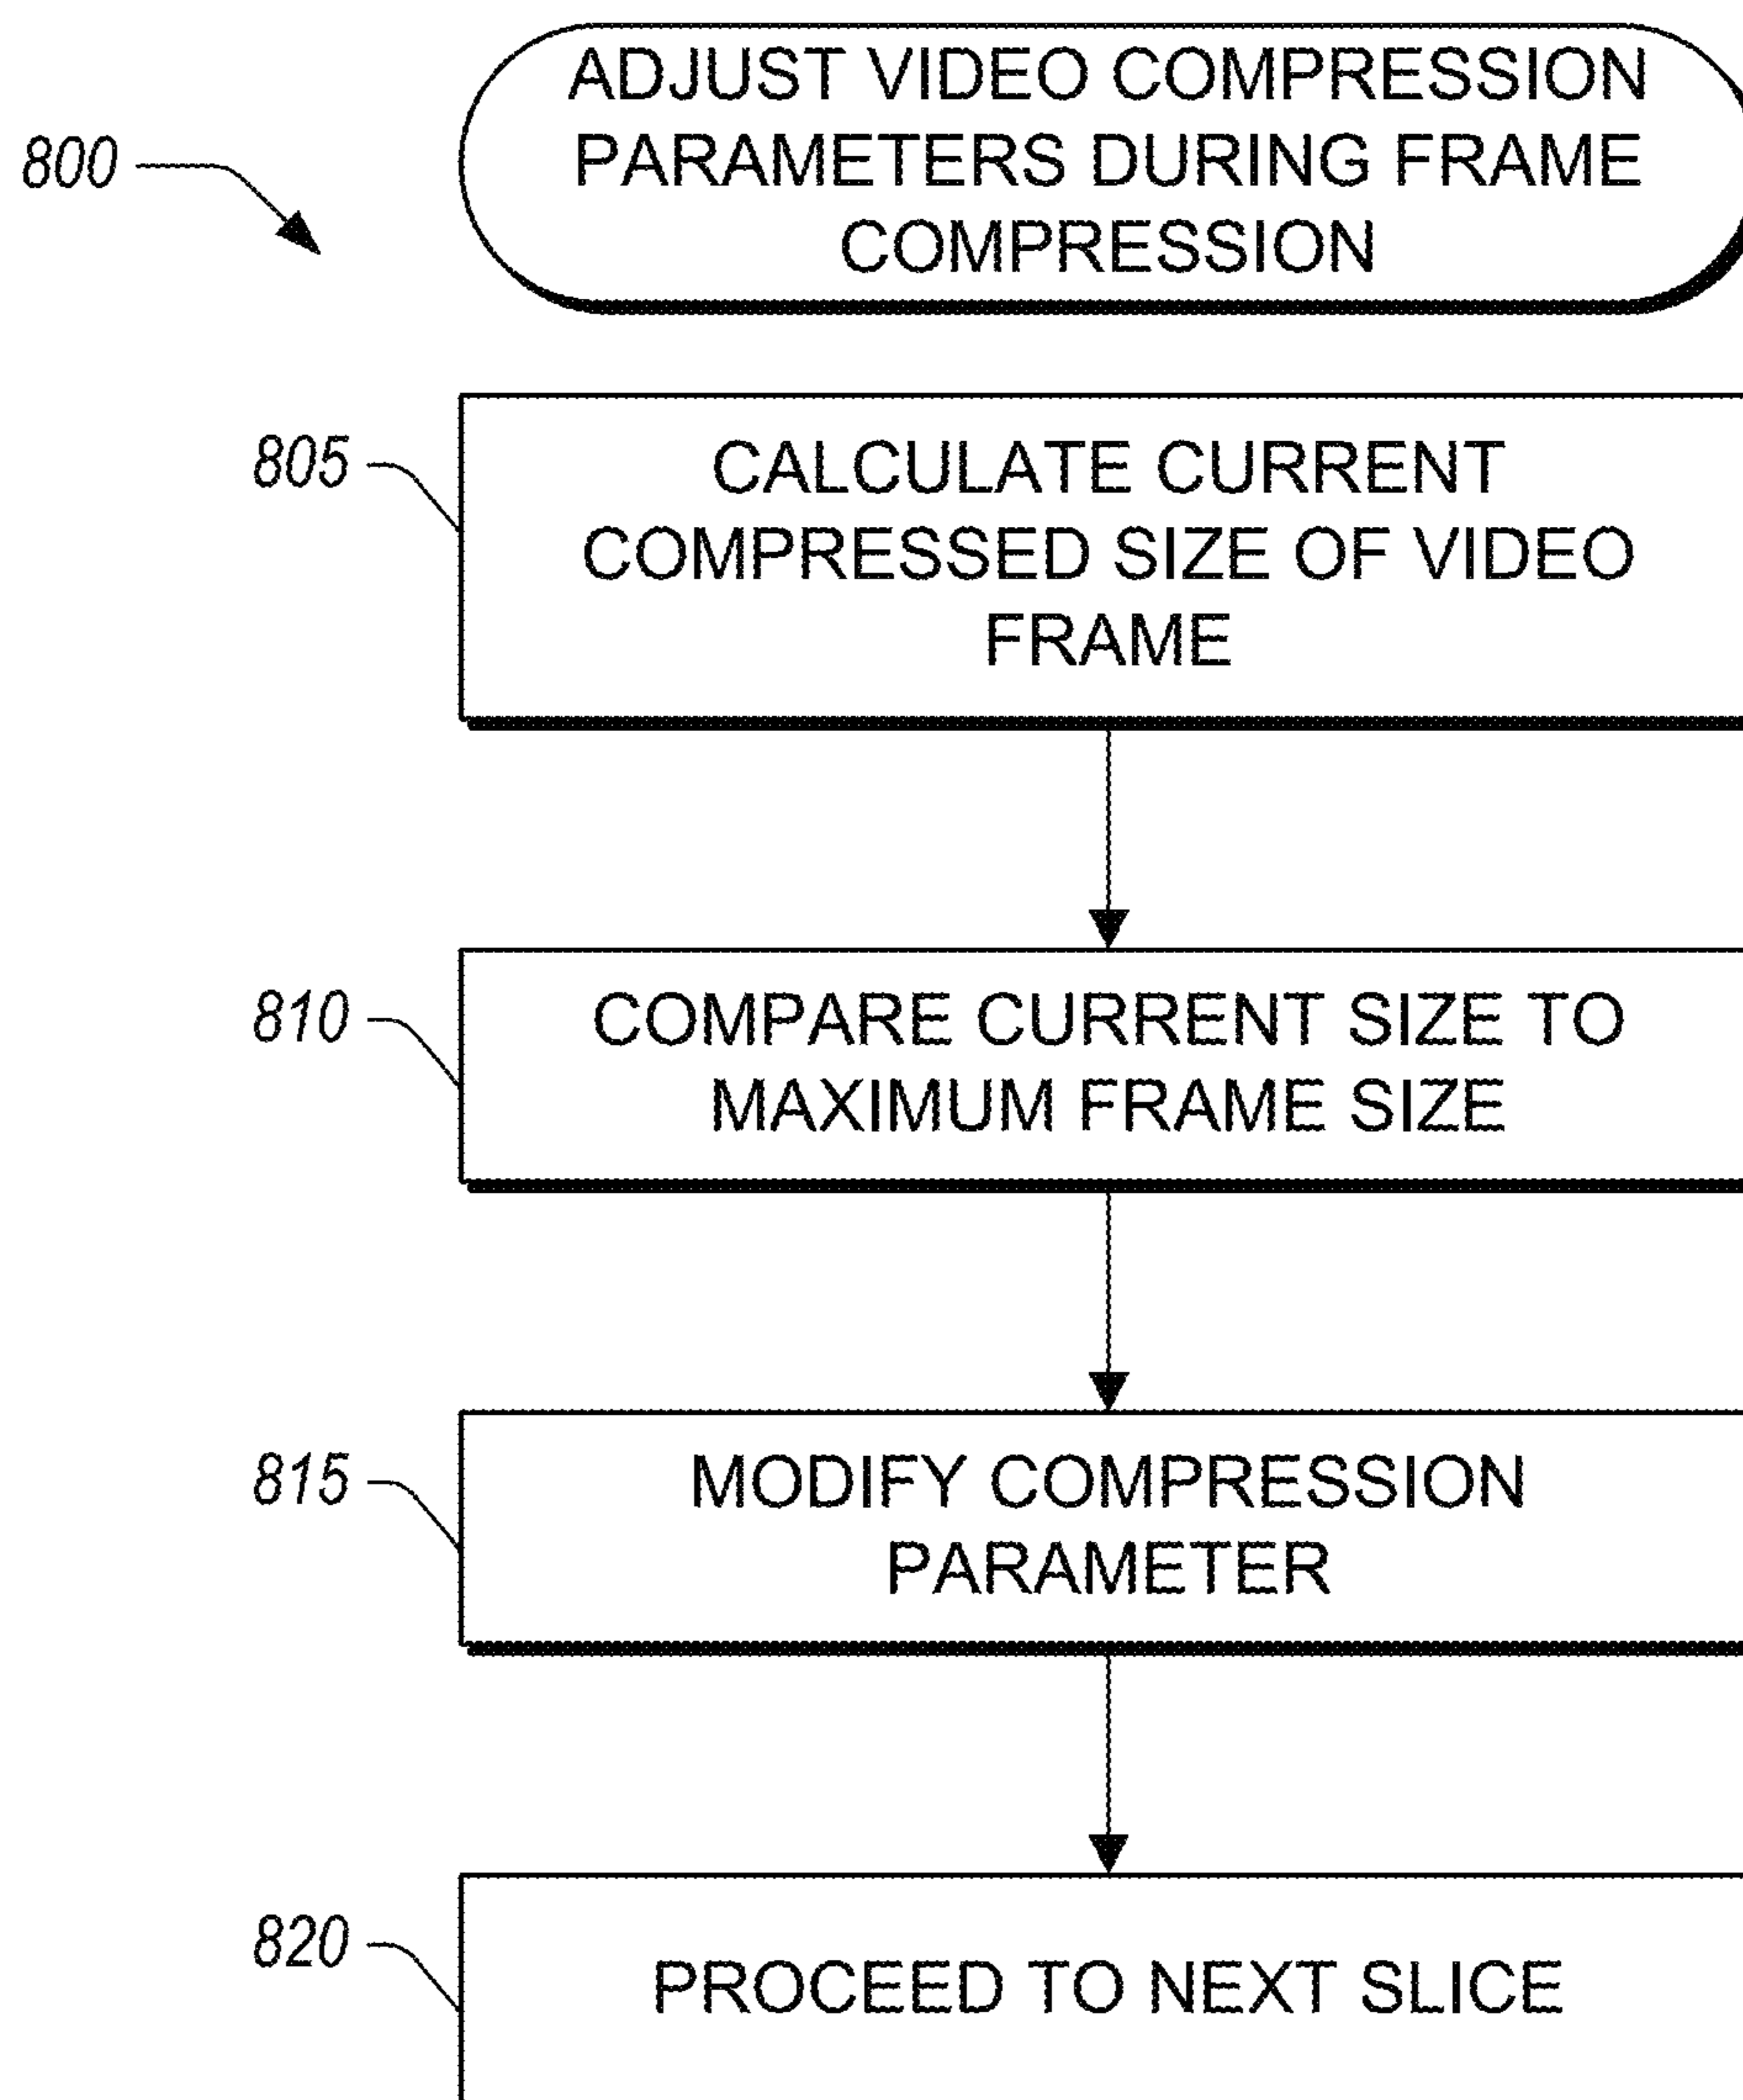 800
ADJUST VIDEO COMPRESSION
PARAMETERS DURING FRAME
COMPRESSION
805
CALCULATE CURRENT
COMPRESSED SIZE OF VIDEO
FRAME
810
COMPARE CURRENT SIZE TO
MAXIMUM FRAME SIZE
815
MODIFY COMPRESSION
PARAMETER
820
PROCEED TO NEXT SLICE